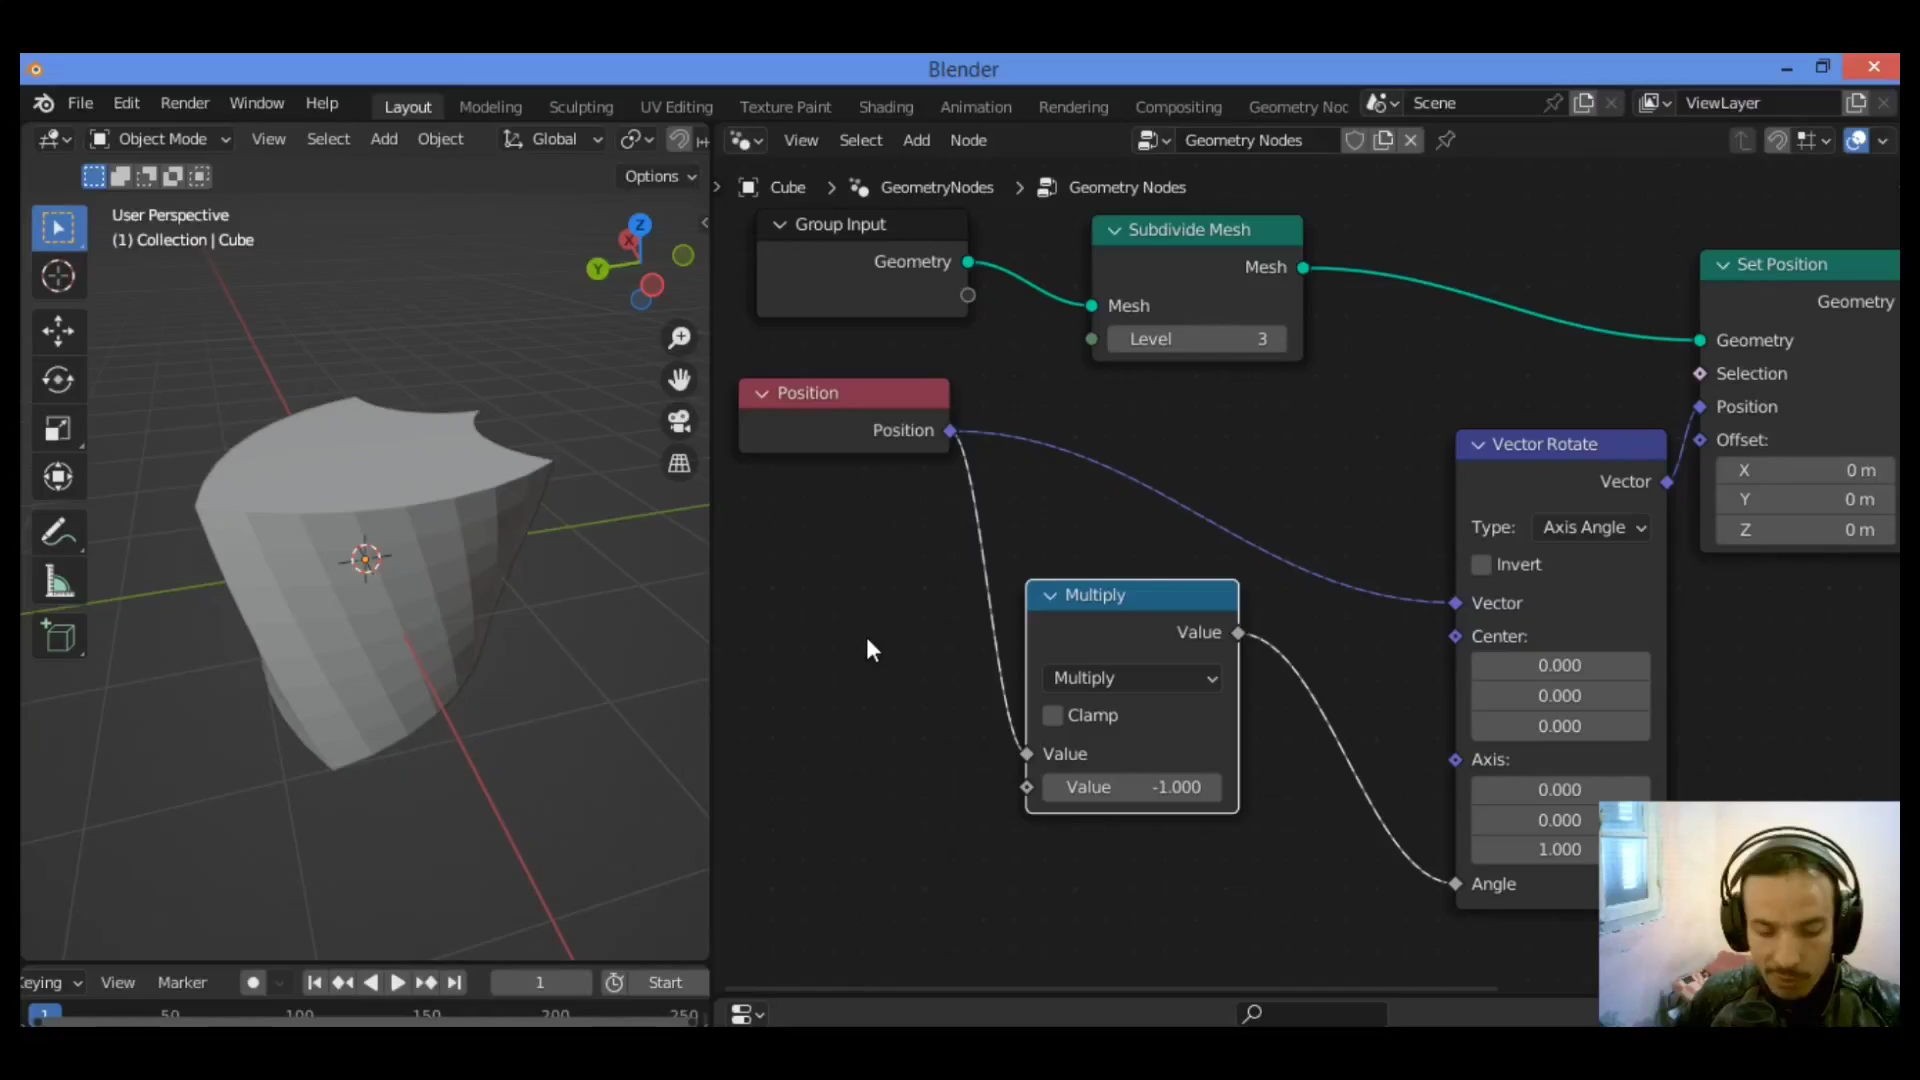 Blender
File Edit Render Window Help Layout Modeling Sculpting UV Editing Texture Paint Shading Animation Rendering Compositing Geometry Noc Scene ViewLayer
Object Mode View Select Add Object Global
View Select Add Node Geometry Nodes
Options
Cube > GeometryNodes > Geometry Nodes
User Perspective
(1) Collection | Cube
Z
X
Y
Group Input
Geometry
Subdivide Mesh
Mesh
Mesh
Level 3
Set Position
Geometry
Geometry
Selection
Position
Offset:
X 0 m
Y 0 m
Z 0 m
Position
Position
Vector Rotate
Vector
Type: Axis Angle
Invert
Vector
Center:
0.000
0.000
0.000
Axis:
0.000
0.000
1.000
Angle
Multiply
Value
Multiply
Clamp
Value
Value -1.000
Keying View Marker 1 Start
1 50 100 150 200 250